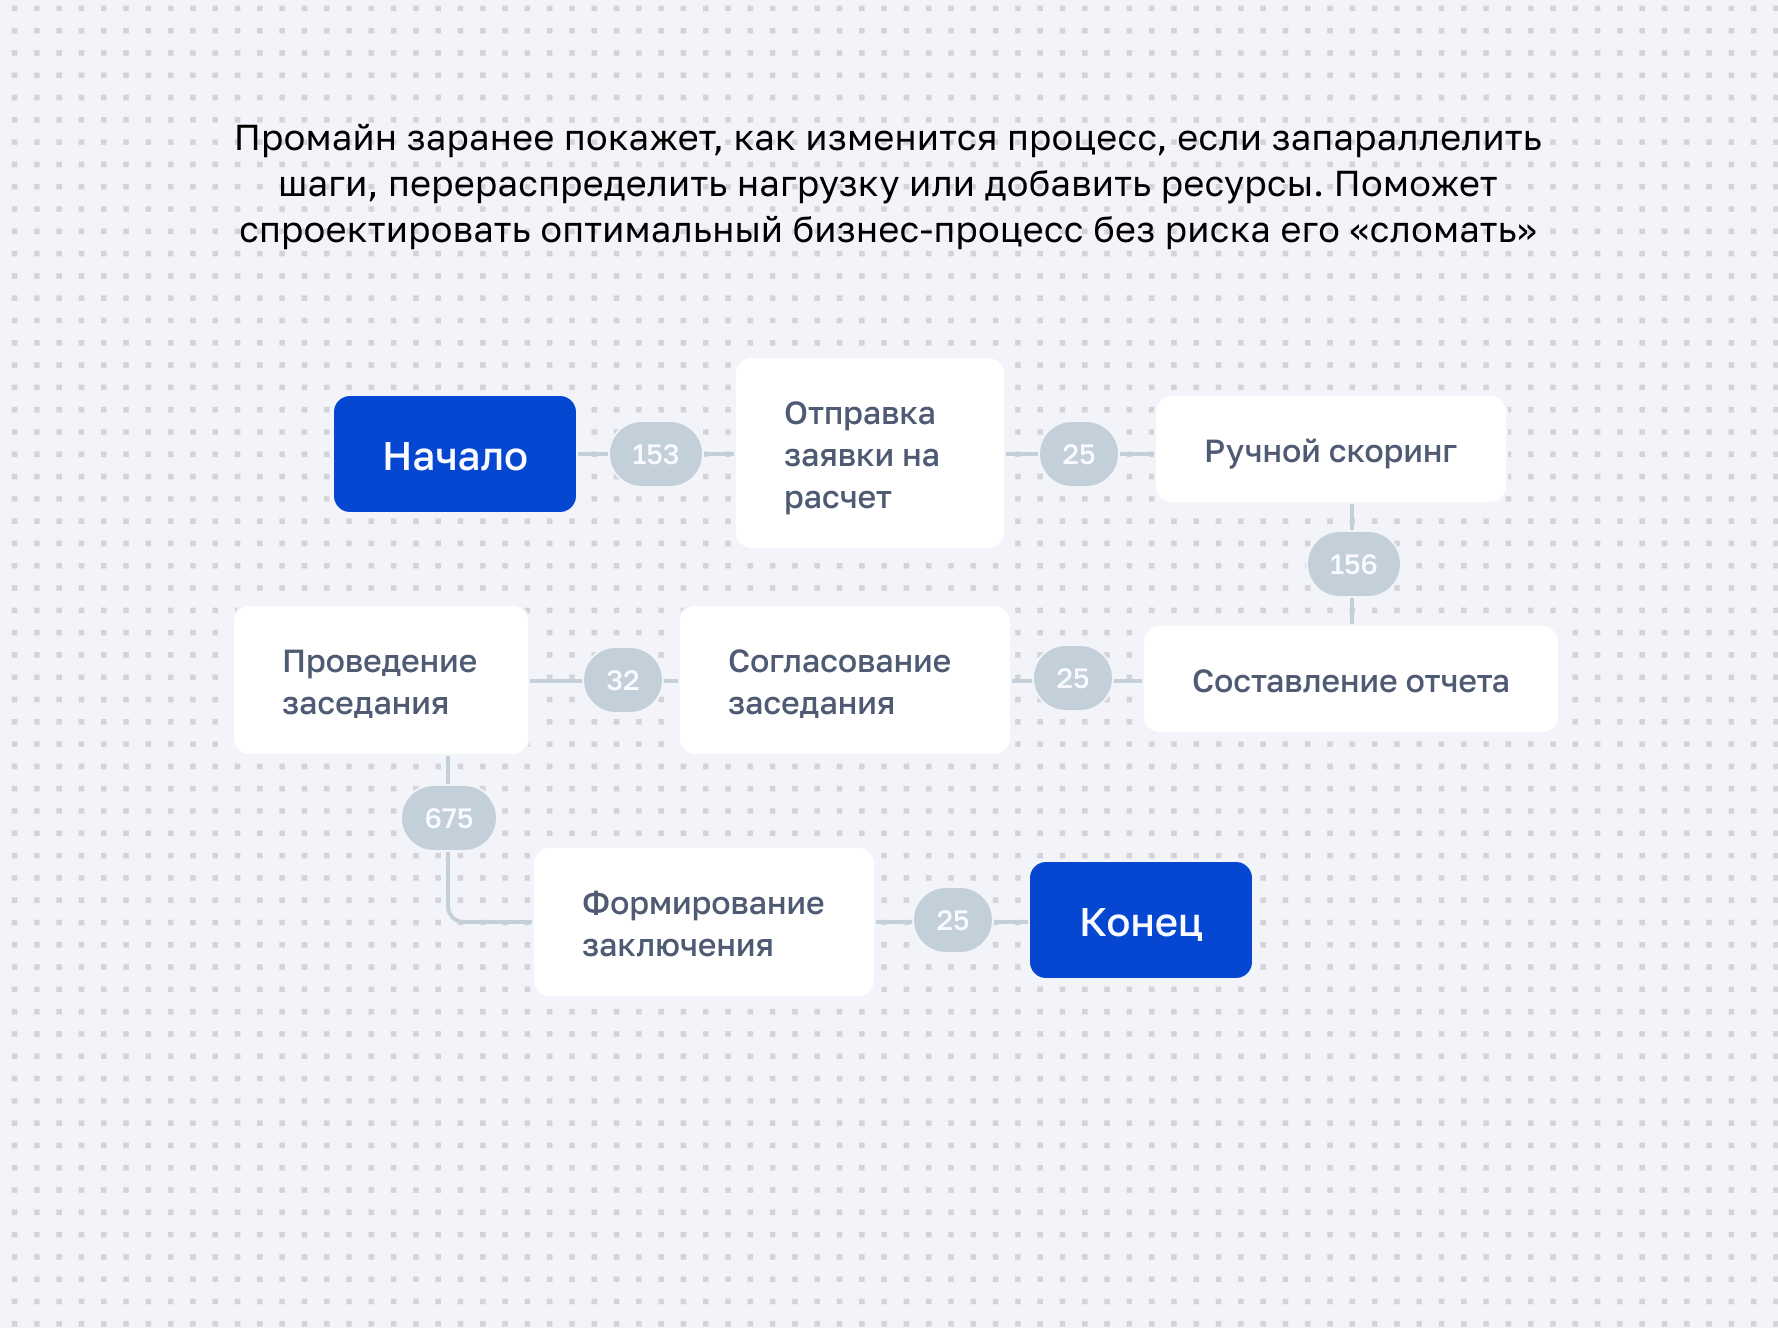 Промайн заранее покажет, как изменится процесс, если запараллелить
шаги, перераспределить нагрузку или добавить ресурсы. Поможет
спроектировать оптимальный бизнес-процесс без риска его «сломать»
Начало
153
Отправка
заявки на
расчет
25
Ручной скоринг
156
Составление отчета
25
Согласование
заседания
32
Проведение
заседания
675
Формирование
заключения
25
Конец